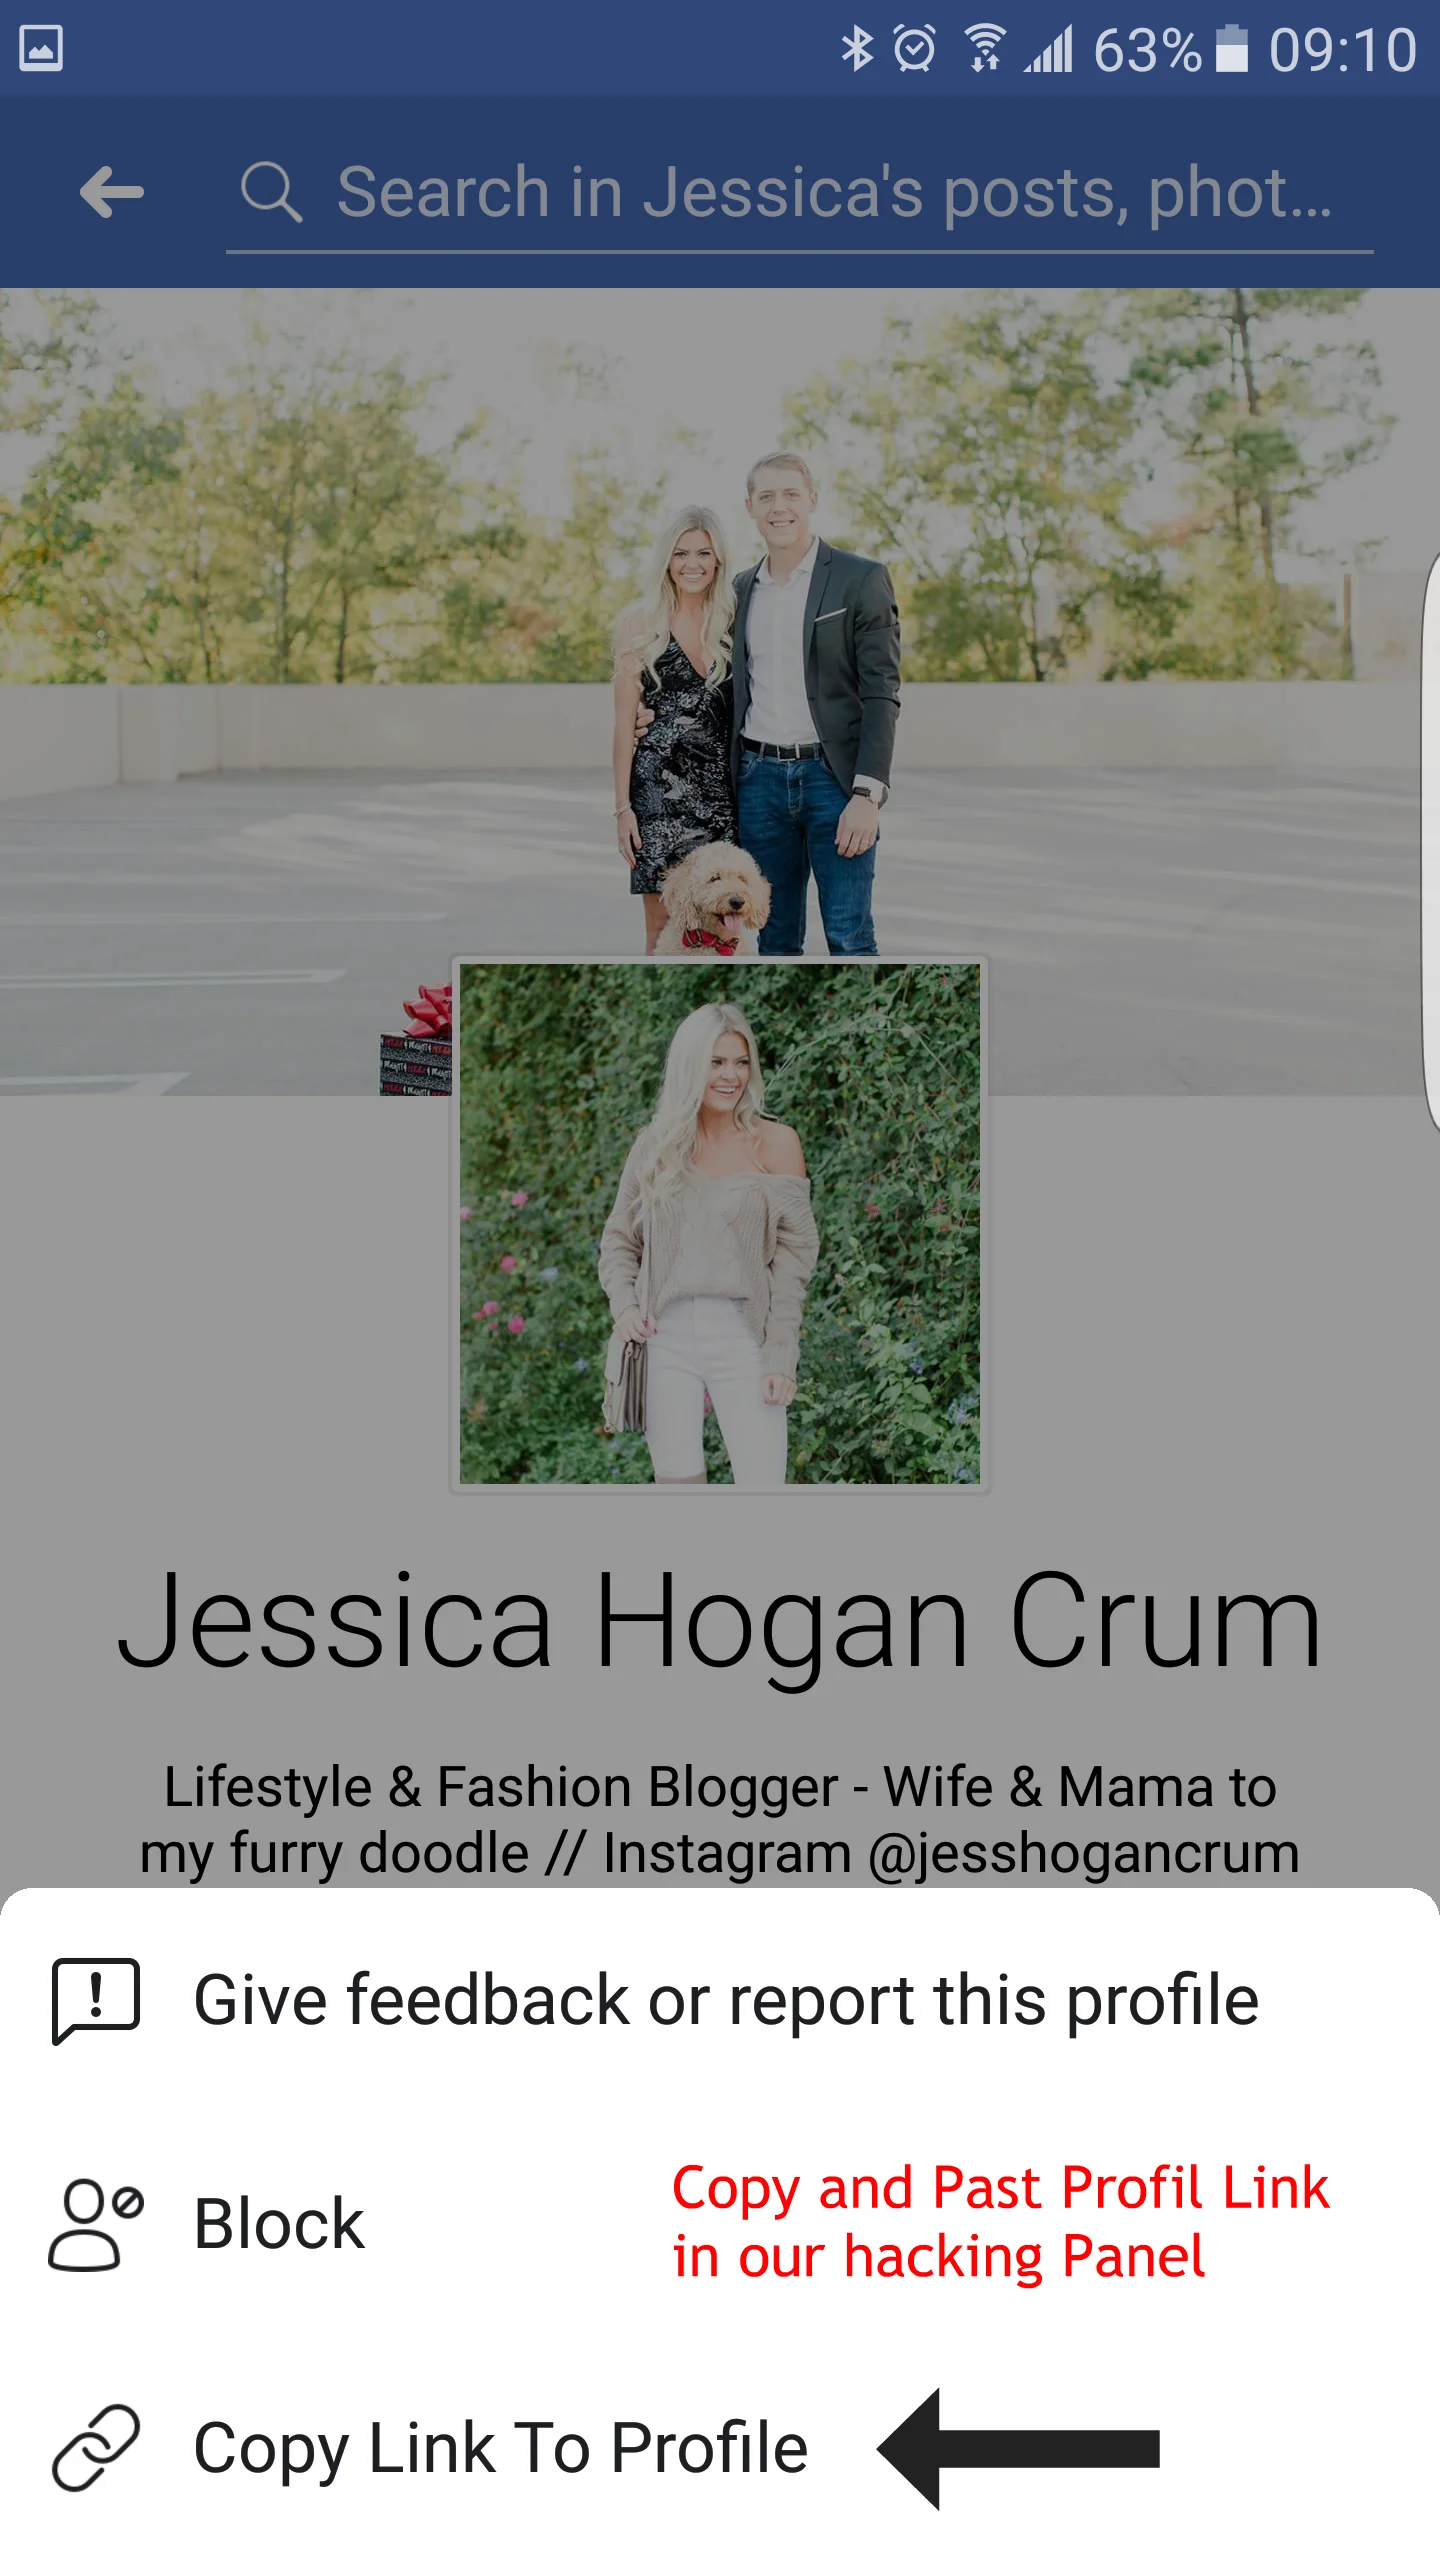 63% 09:10
Search in Jessica's posts, phot...
Jessica Hogan Crum
Lifestyle & Fashion Blogger - Wife & Mama to
my furry doodle // Instagram @jesshogancrum
Give feedback or report this profile
Block
Copy and Past Profil Link
in our hacking Panel
Copy Link To Profile